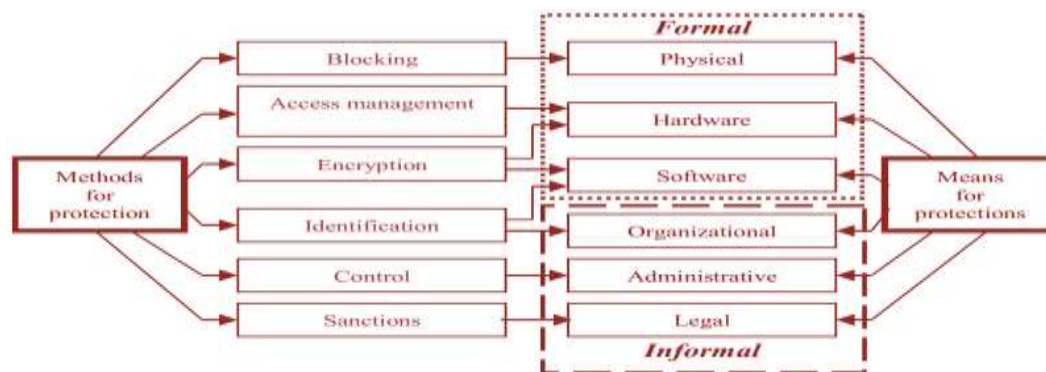 Formal
Blocking
Physical
Access management
Hardware
Methods
for
protection
Encryption
Software
Means
for
protections
Identification
Organizational
Control
Administrative
Sanctions
Legal
Informal